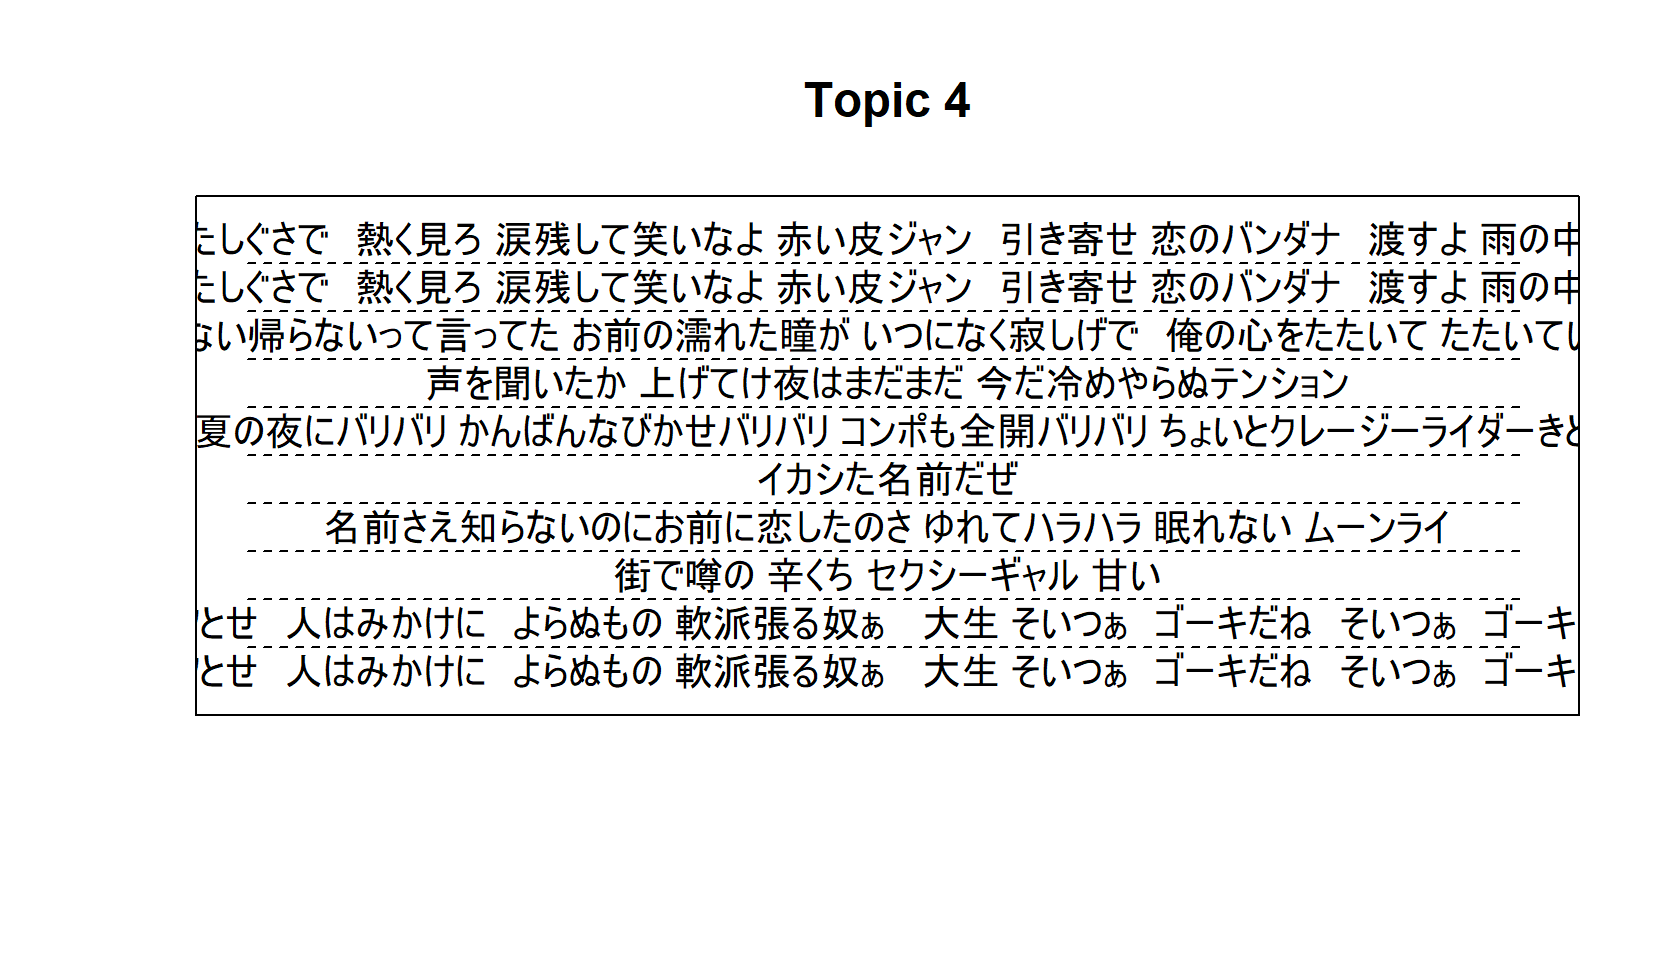 Topic 4
たしぐさで　熱く見ろ 涙残して笑いなよ 赤い皮ジャン　引き寄せ 恋のバンダナ　渡すよ 雨の中
たしぐさで　熱く見ろ 涙残して笑いなよ 赤い皮ジャン　引き寄せ 恋のバンダナ　渡すよ 雨の中
ない帰らないって言ってた お前の濡れた瞳が いつになく寂しげで　俺の心をたたいて たたいてい
声を聞いたか 上げてけ夜はまだまだ 今だ冷めやらぬテンション
夏の夜にバリバリ かんばんなびかせバリバリ コンポも全開バリバリ ちょいとクレージーライダーきど
イカシた名前だぜ
名前さえ知らないのにお前に恋したのさ ゆれてハラハラ 眠れない ムーンライ
街で噂の 辛くち セクシーギャル 甘い
とせ　人はみかけに　よらぬもの 軟派張る奴ぁ　大生 そいつぁ　ゴーキだね　そいつぁ　ゴーキ
とせ　人はみかけに　よらぬもの 軟派張る奴ぁ　大生 そいつぁ　ゴーキだね　そいつぁ　ゴーキ